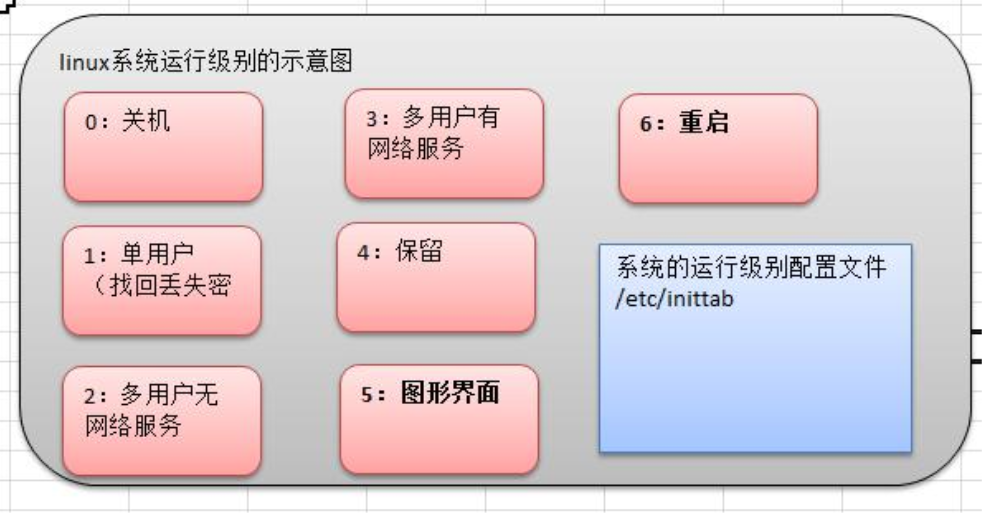 linux系统运行级别的示意图
0：关机
1：单用户
（找回丢失密
2：多用户无
网络服务
3：多用户有
网络服务
4：保留
5：图形界面
6：重启
系统的运行级别配置文件
/etc/inittab